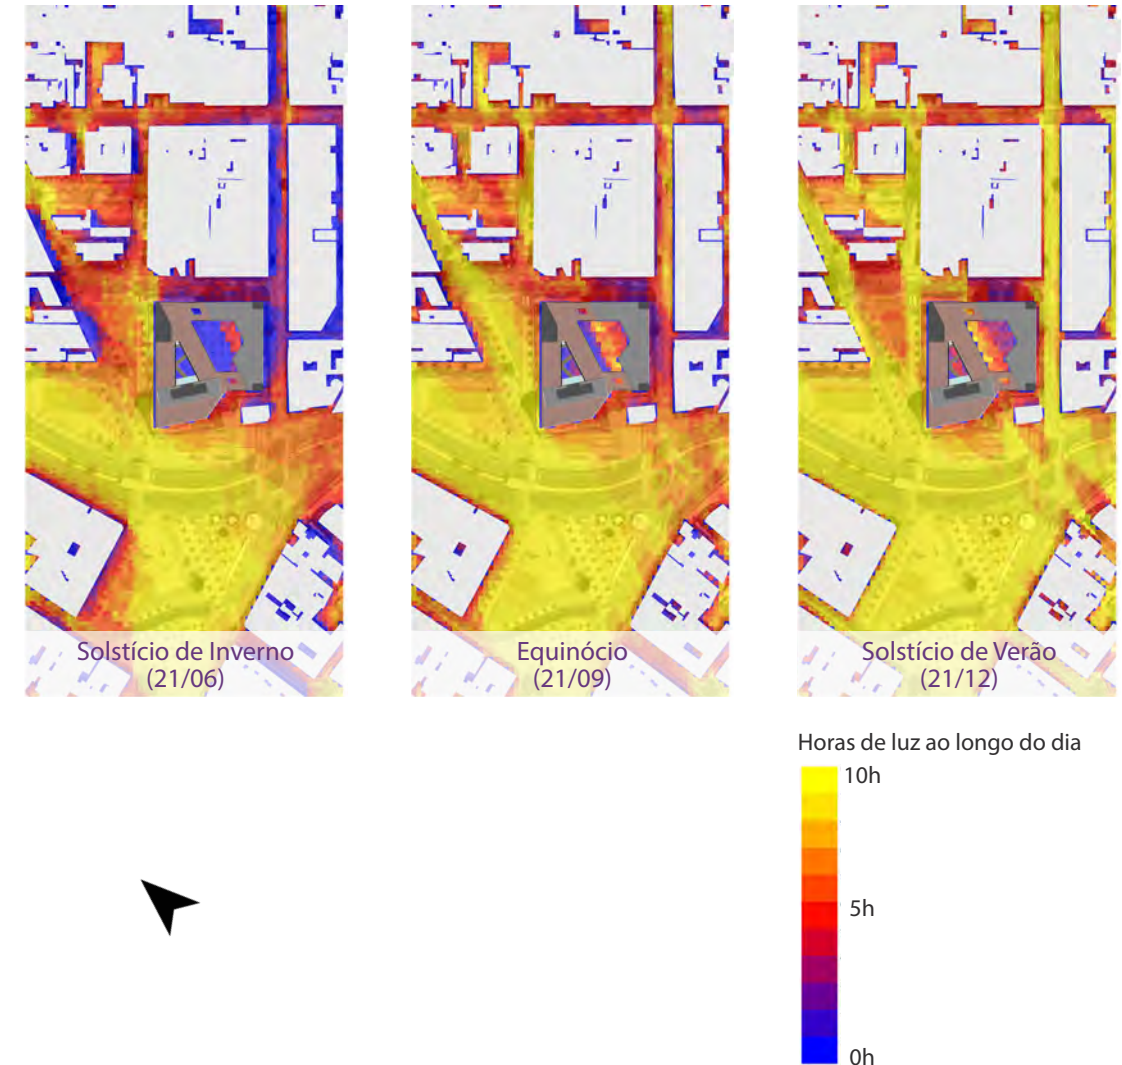 Solstício de Inverno
(21/06)
Equinócio
(21/09)
Solstício de Verão
(21/12)
Horas de luz ao longo do dia
10h
5h
0h